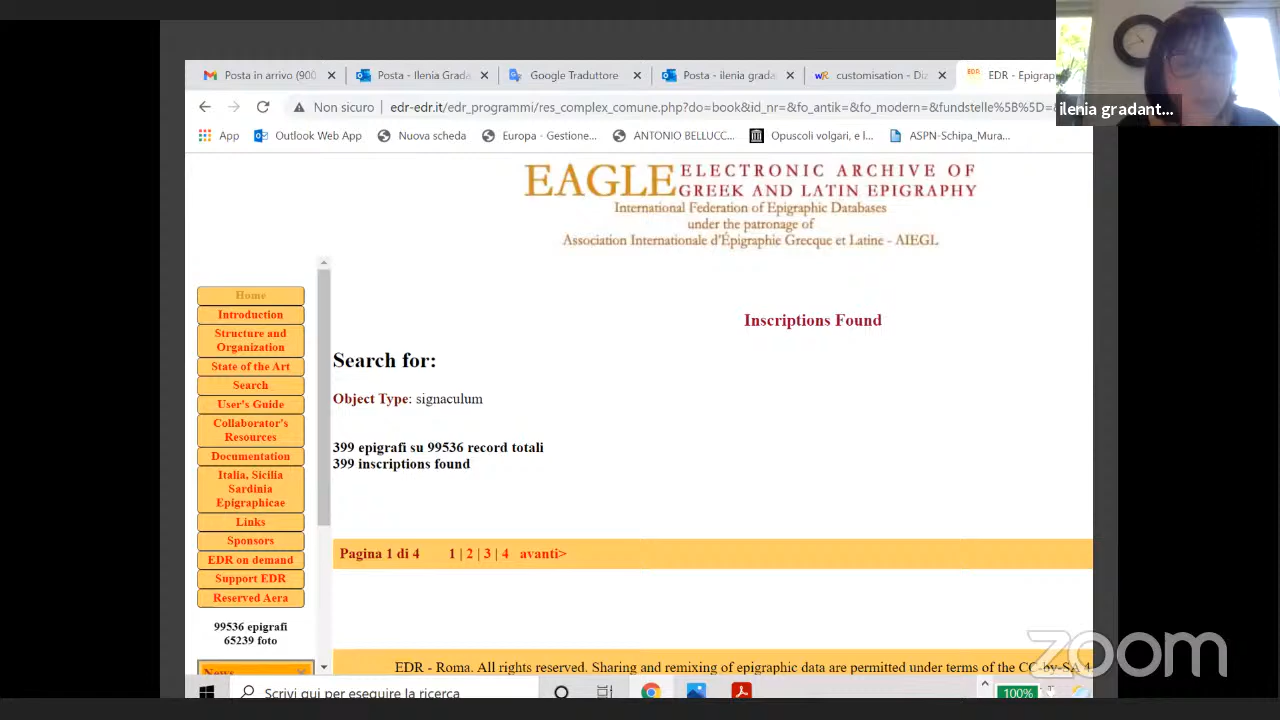 Posta in arrivo (900
Posta - Ilenia Grada
Google Traduttore
Posta - ilenia grada
customisation - Diz
EDR - Epigrap
ilenia gradant...
Non sicuro
edr-edr.it/edr_programmi/res_complex_comune.php?do=book&id_nr=&fo_antik=&fo_modern=&fundstelle%5B%5D=
App
Outlook Web App
Nuova scheda
Europa - Gestione...
ANTONIO BELLUCC...
Opuscoli volgari, e l...
ASPN-Schipa_Mura...
EAGLE ELECTRONIC ARCHIVE OF
GREEK AND LATIN EPIGRAPHY
International Federation of Epigraphic Databases
under the patronage of
Association Internationale d'Épigraphie Grecque et Latine - AIEGL
Home
Introduction
Structure and
Organization
State of the Art
Search
User's Guide
Collaborator's
Resources
Documentation
Italia, Sicilia
Sardinia
Epigraphicae
Links
Sponsors
EDR on demand
Support EDR
Reserved Aera
99536 epigrafi
65239 foto
News
Inscriptions Found
Search for:
Object Type: signaculum
399 epigrafi su 99536 record totali
399 inscriptions found
Pagina 1 di 4 1 | 2 | 3 | 4 avanti>
EDR - Roma. All rights reserved. Sharing and remixing of epigraphic data are permitted under terms of the CC-by-SA 4
Scrivi qui per eseguire la ricerca
100%
zoom